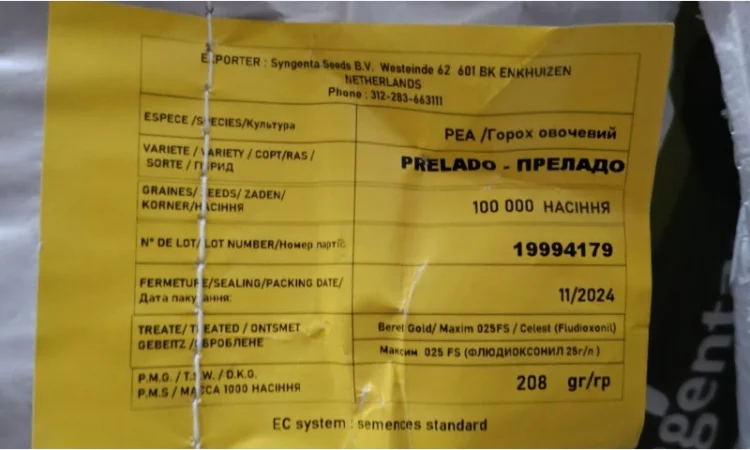 EXPORTER : Syngenta Seeds B.V. Westeinde 62 601 BK ENKHUIZEN
NETHERLANDS
Phone : 312-283-663111
ESPECE /SPECIES/Культура
PEA /Горох овочевий
VARIETE / VARIETY / СОРТ/RAS /
SORTE / ГІБРИД
PRELADO - ПРЕЛАДО
GRAINES/ SEEDS/ ZADEN/
KORNER/НАСІННЯ
100 000 НАСІННЯ
N° DE LOT/ LOT NUMBER/Номер партії:
19994179
FERMETURE/SEALING/PACKING DATE/
Дата пакування:
11/2024
TREATE/ TREATED / ONTSMET
GEBEITZ /ОБРОБЛЕНЕ
Beret Gold/ Maxim 025FS / Celest (Fludioxonil)
Максим 025 FS (ФЛЮДИОКСОНИЛ 25г/л )
P.M.G. / T.S.W. / D.K.G.
P.M.S / МАССА 1000 НАСІННЯ
208 gr/гр
EC system : semences standard
genta